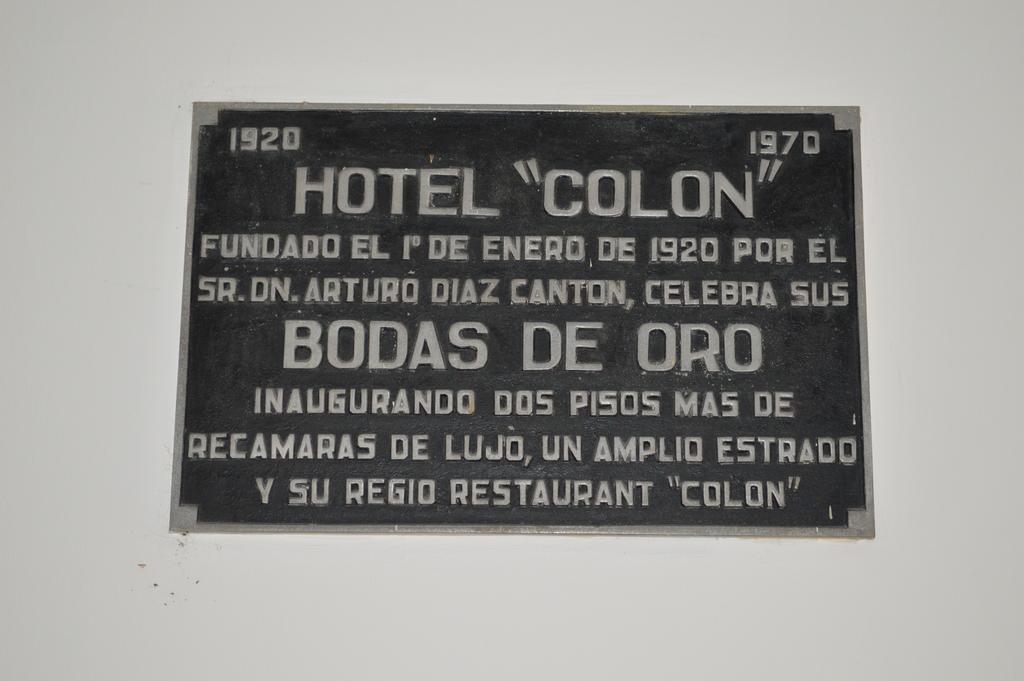 1920 1970
HOTEL "COLON"
FUNDADO EL 1º DE ENERO DE 1920 POR EL
SR. DN. ARTURO DIAZ CANTON, CELEBRA SUS
BODAS DE ORO
INAUGURANDO DOS PISOS MAS DE
RECAMARAS DE LUJO, UN AMPLIO ESTRADO
Y SU REGIO RESTAURANT "COLON"